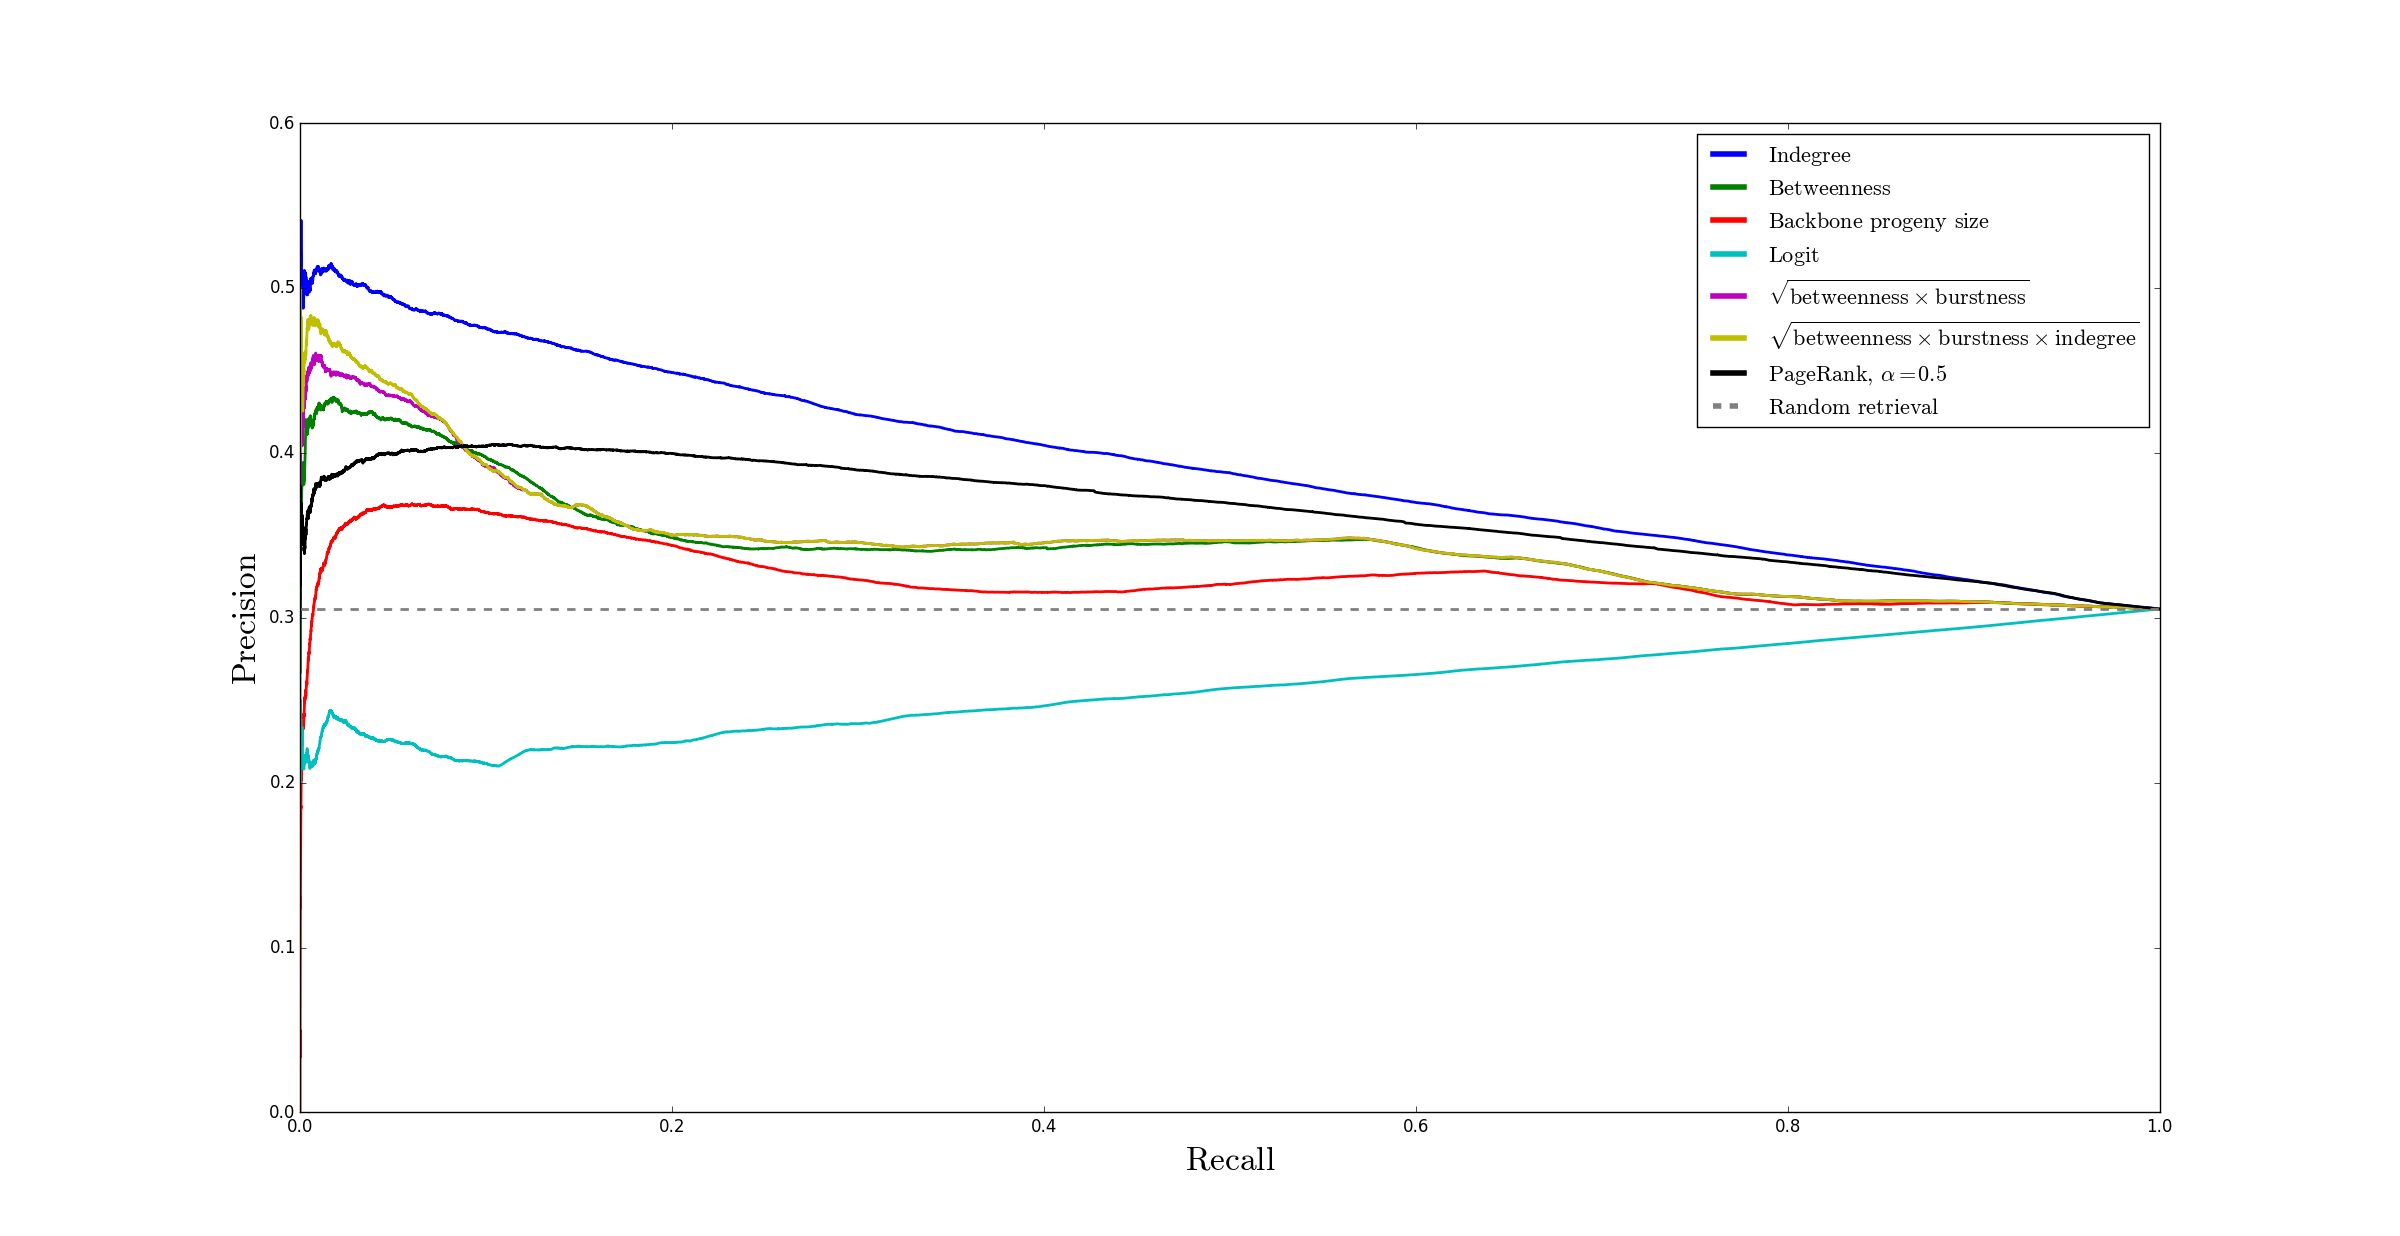 0.6
0.5
0.4
0.3
0.2
0.1
0.0
Precision
0.0 0.2 0.4 0.6 0.8 1.0
Recall
Indegree
Betweenness
Backbone progeny size
Logit
√betweenness × burstness
√betweenness × burstness × indegree
PageRank, α = 0.5
Random retrieval